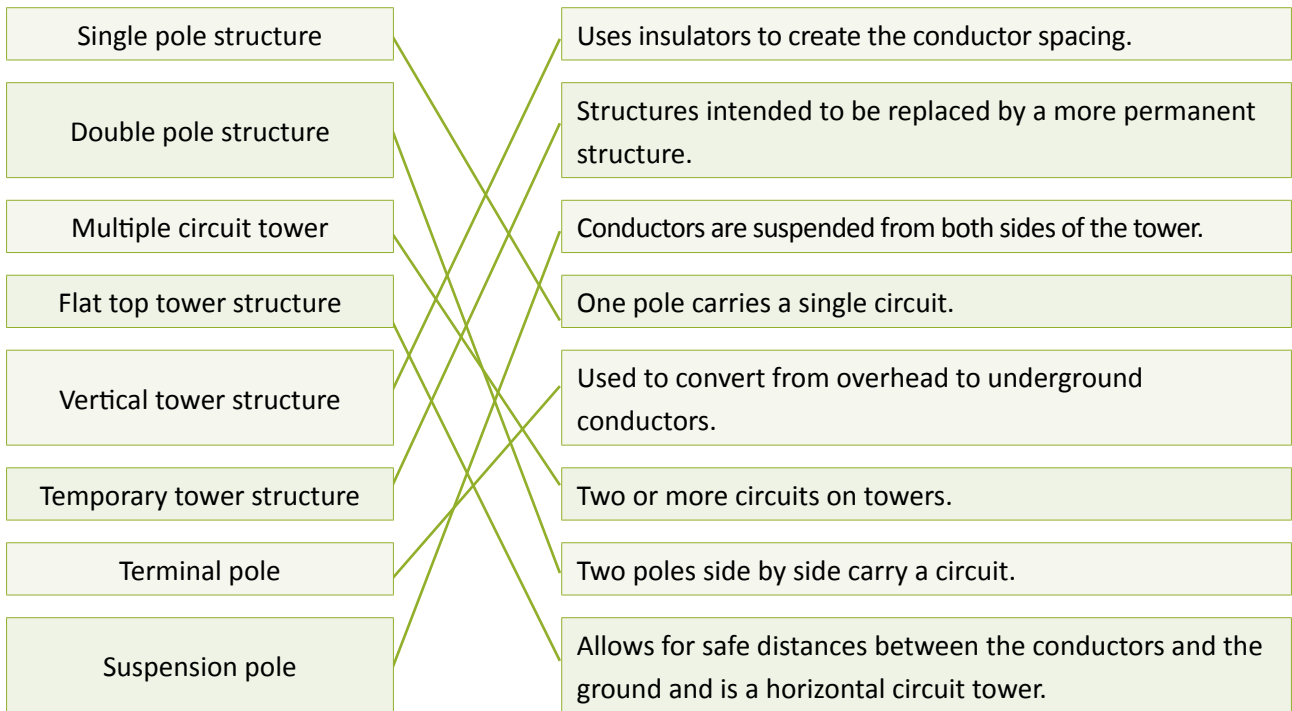 Single pole structure
Uses insulators to create the conductor spacing.
Double pole structure
Structures intended to be replaced by a more permanent
structure.
Multiple circuit tower
Conductors are suspended from both sides of the tower.
Flat top tower structure
One pole carries a single circuit.
Vertical tower structure
Used to convert from overhead to underground
conductors.
Temporary tower structure
Two or more circuits on towers.
Terminal pole
Two poles side by side carry a circuit.
Suspension pole
Allows for safe distances between the conductors and the
ground and is a horizontal circuit tower.